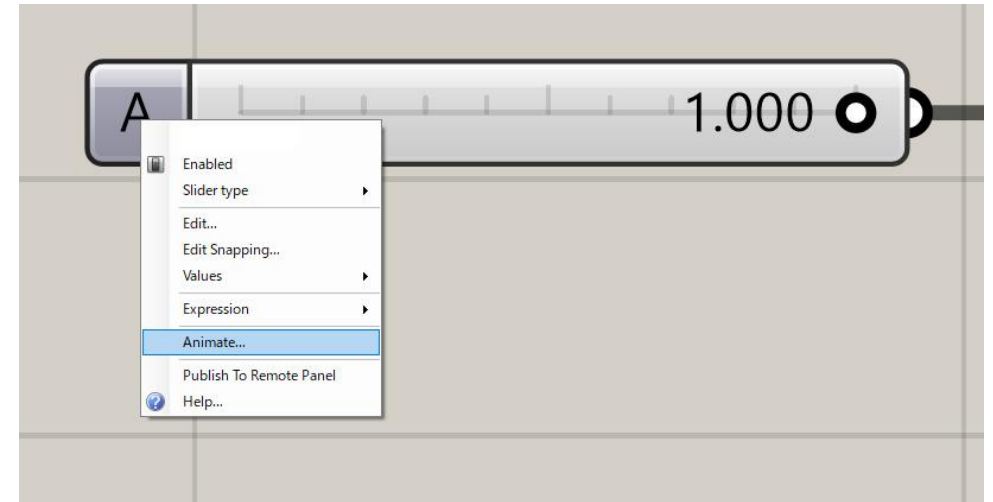 A
1.000
Enabled
Slider type
Edit...
Edit Snapping...
Values
Expression
Animate...
Publish To Remote Panel
Help...